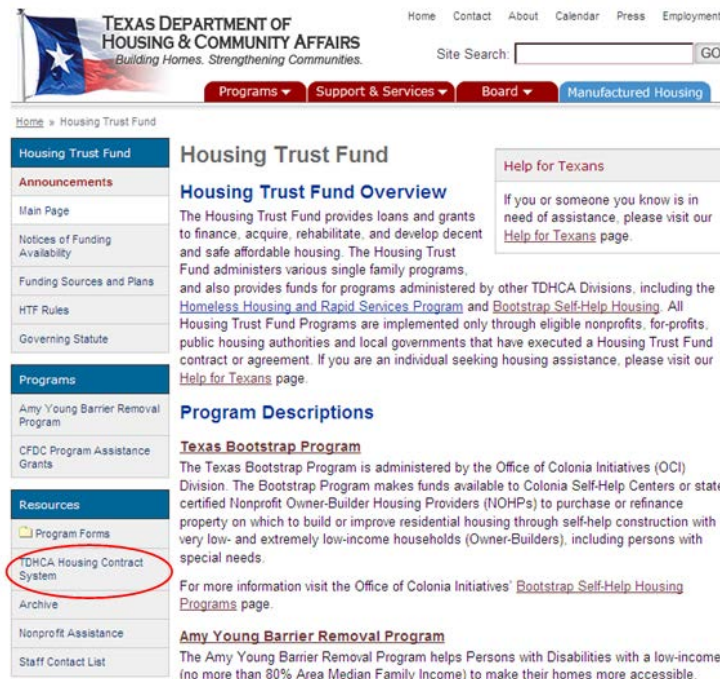 TEXAS DEPARTMENT OF
HOUSING & COMMUNITY AFFAIRS
Building Homes. Strengthening Communities.
Home Contact About Calendar Press Employment
Site Search: GO
Programs Support & Services Board Manufactured Housing
Home » Housing Trust Fund
Housing Trust Fund
Announcements
Main Page
Notices of Funding
Availability
Funding Sources and Plans
HTF Rules
Governing Statute
Programs
Amy Young Barrier Removal
Program
CFDC Program Assistance
Grants
Resources
Program Forms
TDHCA Housing Contract
System
Archive
Nonprofit Assistance
Staff Contact List
Housing Trust Fund
Housing Trust Fund Overview
The Housing Trust Fund provides loans and grants
to finance, acquire, rehabilitate, and develop decent
and safe affordable housing. The Housing Trust
Fund administers various single family programs,
and also provides funds for programs administered by other TDHCA Divisions, including the
Homeless Housing and Rapid Services Program and Bootstrap Self-Help Housing. All
Housing Trust Fund Programs are implemented only through eligible nonprofits, for-profits,
public housing authorities and local governments that have executed a Housing Trust Fund
contract or agreement. If you are an individual seeking housing assistance, please visit our
Help for Texans page.
Help for Texans
If you or someone you know is in
need of assistance, please visit our
Help for Texans page.
Program Descriptions
Texas Bootstrap Program
The Texas Bootstrap Program is administered by the Office of Colonia Initiatives (OCI)
Division. The Bootstrap Program makes funds available to Colonia Self-Help Centers or state
certified Nonprofit Owner-Builder Housing Providers (NOHPs) to purchase or refinance
property on which to build or improve residential housing through self-help construction with
very low- and extremely low-income households (Owner-Builders), including persons with
special needs.
For more information visit the Office of Colonia Initiatives' Bootstrap Self-Help Housing
Programs page.
Amy Young Barrier Removal Program
The Amy Young Barrier Removal Program helps Persons with Disabilities with a low-income
(no more than 80% Area Median Family Income) to make their homes more accessible.